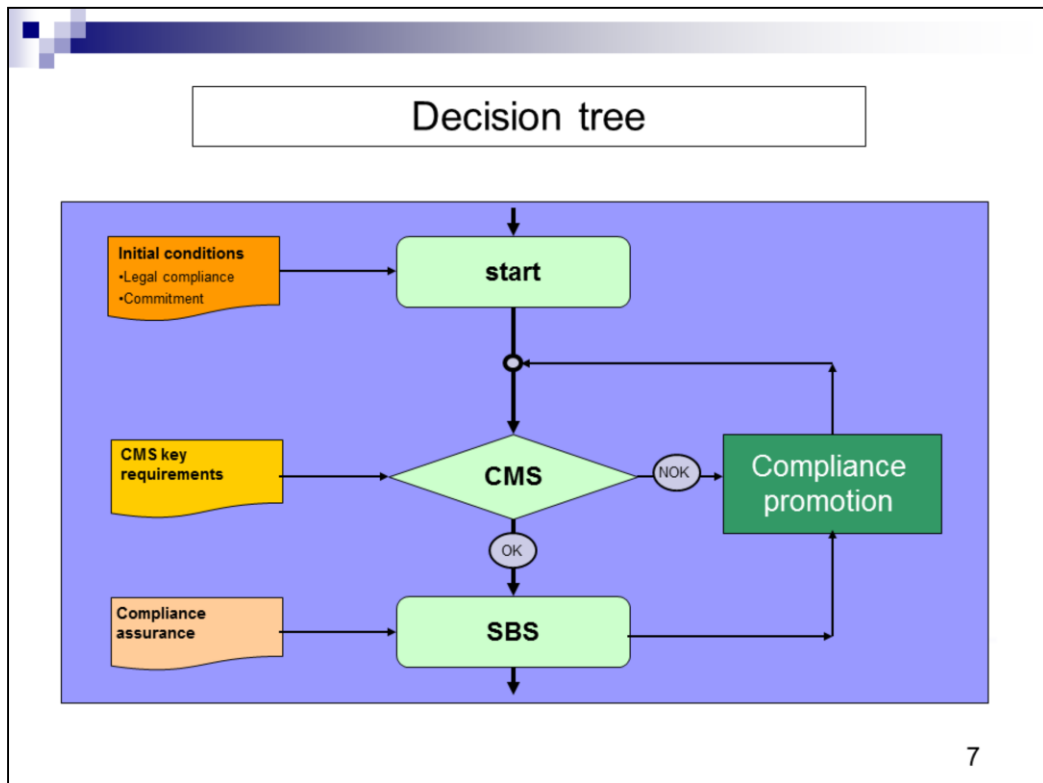 Decision tree
Initial conditions
•Legal compliance
•Commitment
start
CMS key
requirements
CMS
NOK
Compliance
promotion
OK
Compliance
assurance
SBS
7